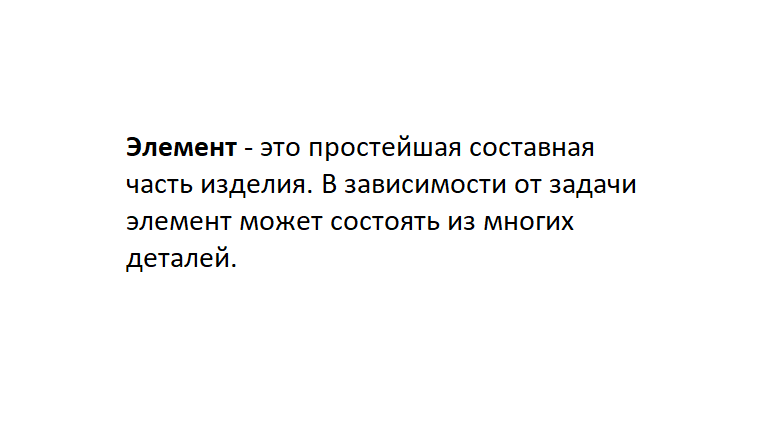 Элемент - это простейшая составная
часть изделия. В зависимости от задачи
элемент может состоять из многих
деталей.